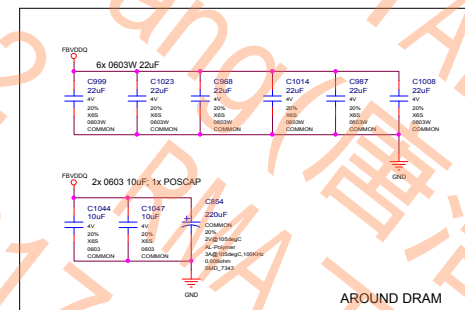 FBVDDQ
6x 0603W 22uF
C999
22uF
4V
20%
X6S
0603W
COMMON
C1023
22uF
4V
20%
X6S
0603W
COMMON
C968
22uF
4V
20%
X6S
0603W
COMMON
C1014
22uF
4V
20%
X6S
0603W
COMMON
C987
22uF
4V
20%
X6S
0603W
COMMON
C1008
22uF
4V
20%
X6S
0603W
COMMON
GND
FBVDDQ
2x 0603 10uF; 1x POSCAP
C1044
10uF
4V
20%
X6S
0603
COMMON
C1047
10uF
4V
20%
X6S
0603
COMMON
C854
220uF
COMMON
20%
2V@105degC
AL-Polymer
3A@105degC,100KHz
0.009ohm
SMD_7343
GND
AROUND DRAM
RMA